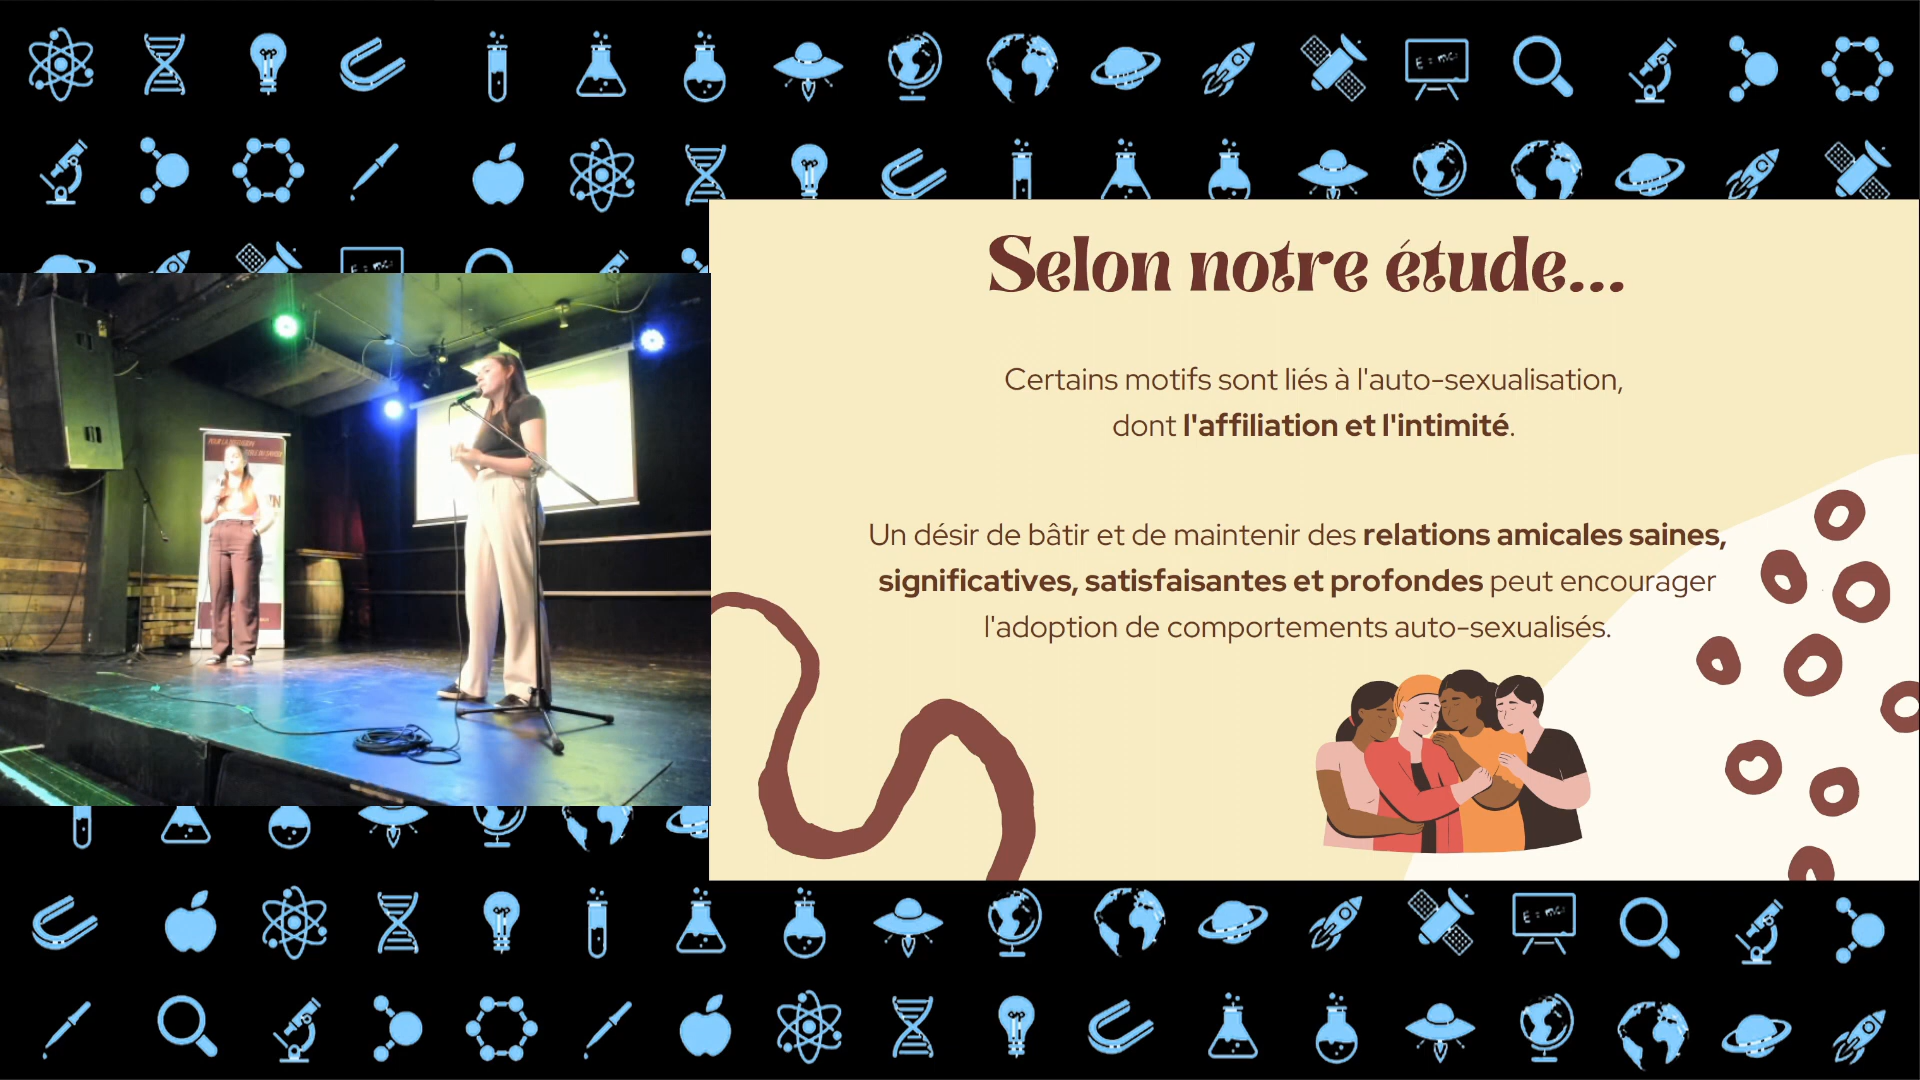 Selon notre étude...
Certains motifs sont liés à l'auto-sexualisation,
dont l'affiliation et l'intimité.
Un désir de bâtir et de maintenir des relations amicales saines,
significatives, satisfaisantes et profondes peut encourager
l'adoption de comportements auto-sexualisés.